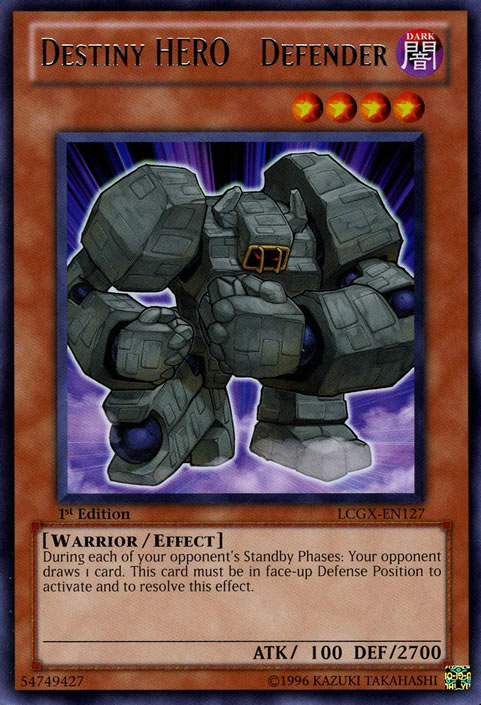 DESTINY HERO DEFENDER
DARK
闇
1st Edition
LCGX-EN127
[WARRIOR / EFFECT]
During each of your opponent's Standby Phases: Your opponent
draws 1 card. This card must be in face-up Defense Position to
activate and to resolve this effect.
ATK/ 100 DEF/2700
54749427
©1996 KAZUKI TAKAHASHI